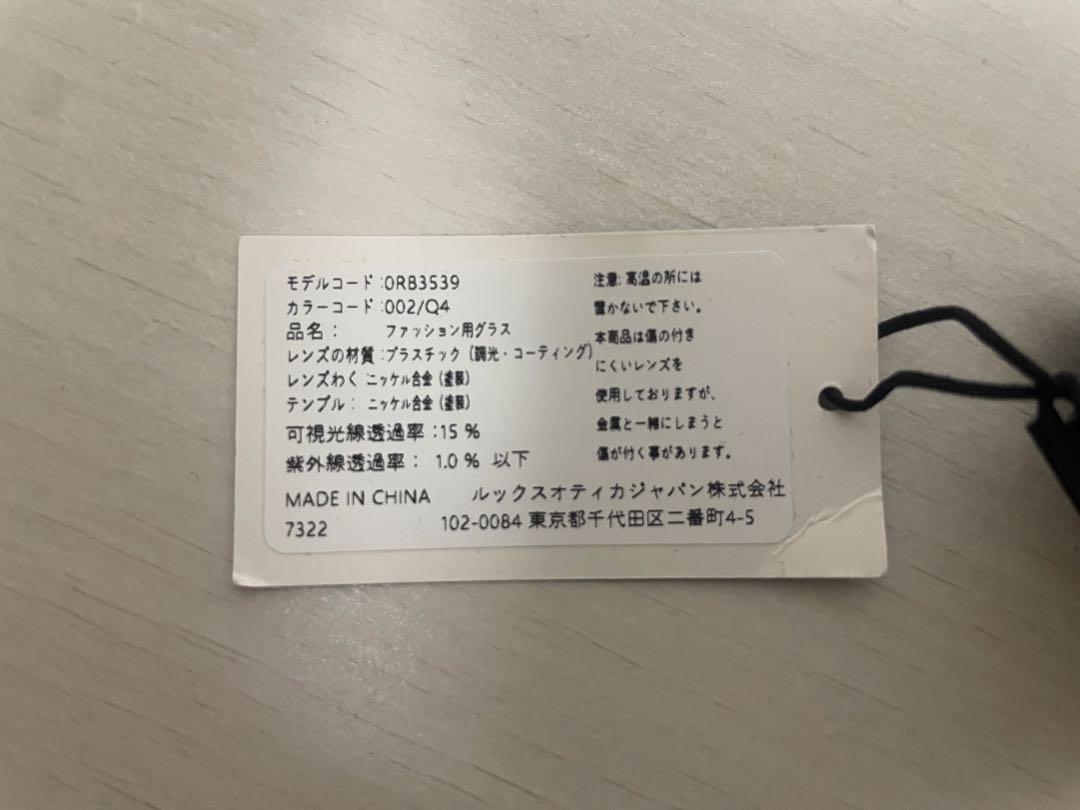 モデルコード:0RB3539
カラーコード:002/Q4
品名: ファッション用グラス
レンズの材質:プラスチック(調光・コーティング)
レンズわく ニッケル合金(塗装)
テンプル: ニッケル合金(塗装)
可視光線透過率:15 %
紫外線透過率: 1.0 % 以下
MADE IN CHINA
7322
注意:高温の所には
置かないで下さい。
本商品は傷の付き
にくいレンズを
使用しておりますが、
金属と一緒にしまうと
傷が付く事があります。
ルックスオティカジャパン株式会社
102-0084 東京都千代田区二番町4-5